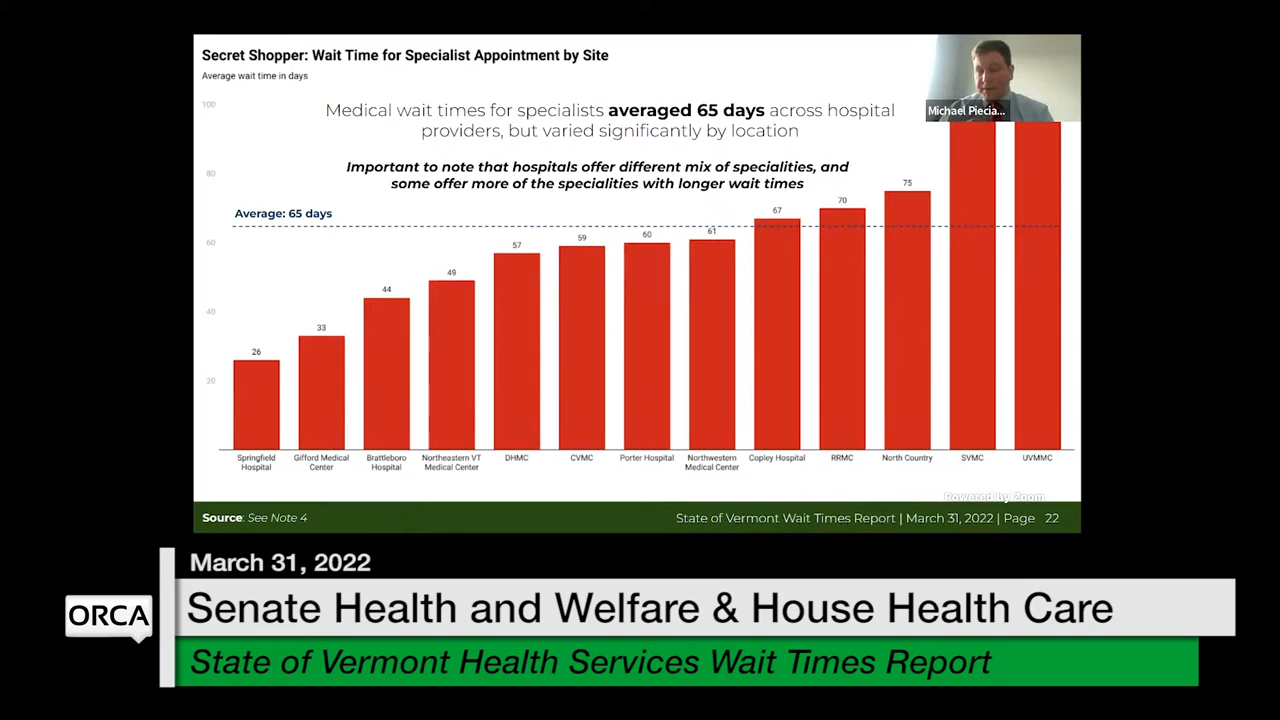 Secret Shopper: Wait Time for Specialist Appointment by Site
Average wait time in days
Michael Piecia...
100
Medical wait times for specialists averaged 65 days across hospital
providers, but varied significantly by location
Important to note that hospitals offer different mix of specialities, and
some offer more of the specialities with longer wait times
80
75
70
67
Average: 65 days
60
61
60
59
57
49
44
40
33
26
20
Springfield Hospital
Gifford Medical Center
Brattleboro Hospital
Northeastern VT Medical Center
DHMC
CVMC
Porter Hospital
Northwestern Medical Center
Copley Hospital
RRMC
North Country
SVMC
UVMMC
Powered by Zoom
Source: See Note 4
State of Vermont Wait Times Report | March 31, 2022 | Page 22
March 31, 2022
ORCA
Senate Health and Welfare & House Health Care
State of Vermont Health Services Wait Times Report